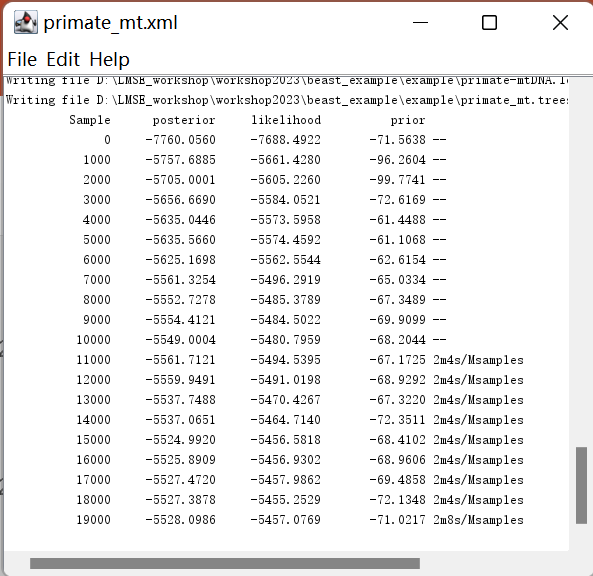 primate_mt.xml
File Edit Help
Writing file D:\LMSE_workshop\workshop2023\beast_example\example\primate-mtDNA.lo
Writing file D:\LMSE_workshop\workshop2023\beast_example\example\primate_mt.trees
Sample posterior likelihood prior
0 -7760.0560 -7688.4922 -71.5638 --
1000 -5757.6885 -5661.4280 -96.2604 --
2000 -5705.0001 -5605.2260 -99.7741 --
3000 -5656.6690 -5584.0521 -72.6169 --
4000 -5635.0446 -5573.5958 -61.4488 --
5000 -5635.5660 -5574.4592 -61.1068 --
6000 -5625.1698 -5562.5544 -62.6154 --
7000 -5561.3254 -5496.2919 -65.0334 --
8000 -5552.7278 -5485.3789 -67.3489 --
9000 -5554.4121 -5484.5022 -69.9099 --
10000 -5549.0004 -5480.7959 -68.2044 --
11000 -5561.7121 -5494.5395 -67.1725 2m4s/Msamples
12000 -5559.9491 -5491.0198 -68.9292 2m4s/Msamples
13000 -5537.7488 -5470.4267 -67.3220 2m4s/Msamples
14000 -5537.0651 -5464.7140 -72.3511 2m4s/Msamples
15000 -5524.9920 -5456.5818 -68.4102 2m4s/Msamples
16000 -5525.8909 -5456.9302 -68.9606 2m4s/Msamples
17000 -5527.4720 -5457.9862 -69.4858 2m4s/Msamples
18000 -5527.3878 -5455.2529 -72.1348 2m4s/Msamples
19000 -5528.0986 -5457.0769 -71.0217 2m8s/Msamples